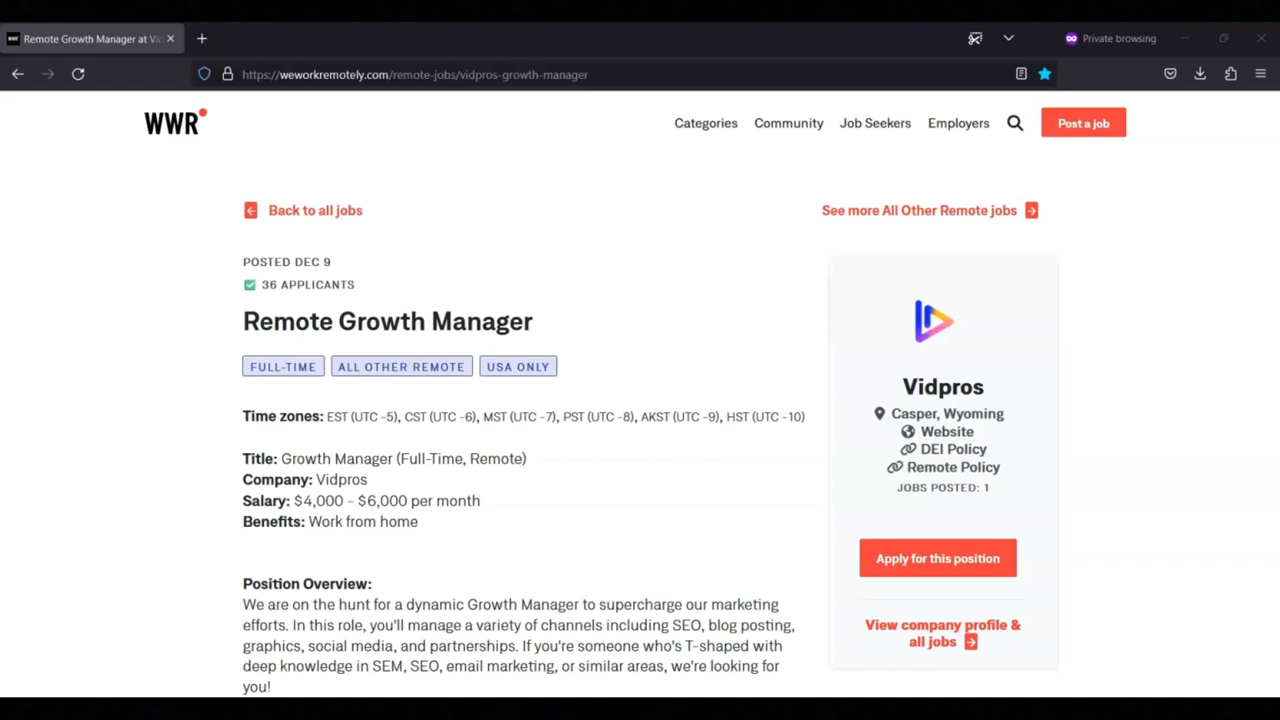 Remote Growth Manager at Vid
Private browsing
https://weworkremotely.com/remote-jobs/vidpros-growth-manager
WWR
Categories
Community
Job Seekers
Employers
Post a job
Back to all jobs
See more All Other Remote jobs
POSTED DEC 9
36 APPLICANTS
Remote Growth Manager
FULL-TIME
ALL OTHER REMOTE
USA ONLY
Time zones: EST (UTC -5), CST (UTC -6), MST (UTC -7), PST (UTC -8), AKST (UTC -9), HST (UTC -10)
Title: Growth Manager (Full-Time, Remote)
Company: Vidpros
Salary: $4,000 - $6,000 per month
Benefits: Work from home
Position Overview:
We are on the hunt for a dynamic Growth Manager to supercharge our marketing
efforts. In this role, you'll manage a variety of channels including SEO, blog posting,
graphics, social media, and partnerships. If you're someone who's T-shaped with
deep knowledge in SEM, SEO, email marketing, or similar areas, we're looking for
you!
Vidpros
Casper, Wyoming
Website
DEI Policy
Remote Policy
JOBS POSTED: 1
Apply for this position
View company profile &
all jobs